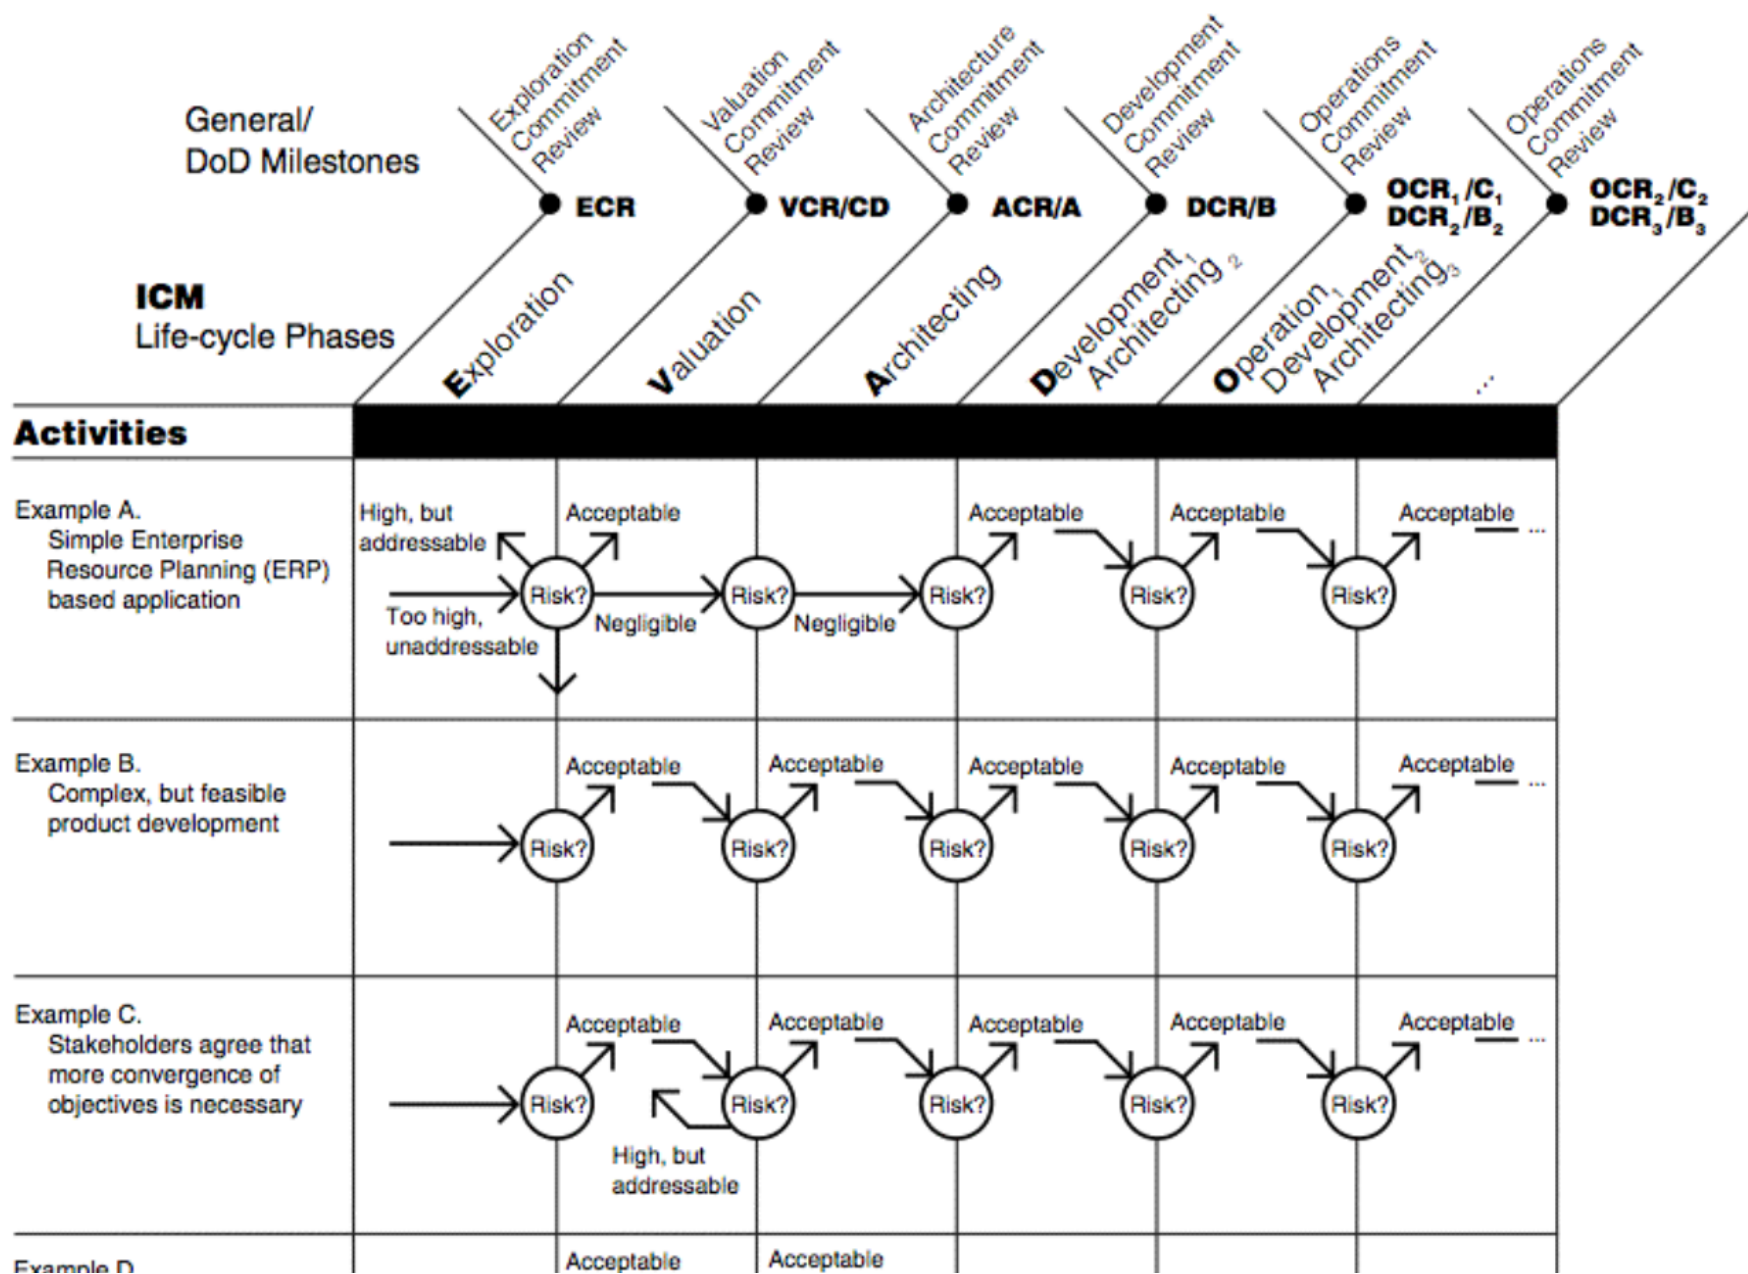 General/
DoD Milestones
Exploration
Commitment
Review
Valuation
Commitment
Review
Architecture
Commitment
Review
Development
Commitment
Review
Operations
Commitment
Review
Operations
Commitment
Review
ECR
VCR/CD
ACR/A
DCR/B
OCR₁/C₁
DCR₂/B₂
OCR₂/C₂
DCR₃/B₃
ICM
Life-cycle Phases
Exploration
Valuation
Architecting
Development₁
Architecting ₂
Operation₁
Development₂
Architecting₃
...
Activities
Example A.
Simple Enterprise
Resource Planning (ERP)
based application
High, but
addressable
Acceptable
Acceptable
Acceptable
Acceptable ...
Risk?
Risk?
Risk?
Risk?
Risk?
Too high,
unaddressable
Negligible
Negligible
Example B.
Complex, but feasible
product development
Acceptable
Acceptable
Acceptable
Acceptable
Acceptable ...
Risk?
Risk?
Risk?
Risk?
Risk?
Example C.
Stakeholders agree that
more convergence of
objectives is necessary
Acceptable
Acceptable
Acceptable
Acceptable
Acceptable ...
Risk?
Risk?
Risk?
Risk?
Risk?
High, but
addressable
Example D.
Acceptable
Acceptable